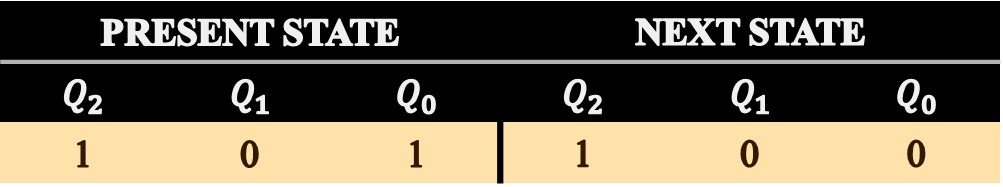 PRESENT STATE NEXT STATE
Q₂ Q₁ Q₀ Q₂ Q₁ Q₀
1 0 1 1 0 0